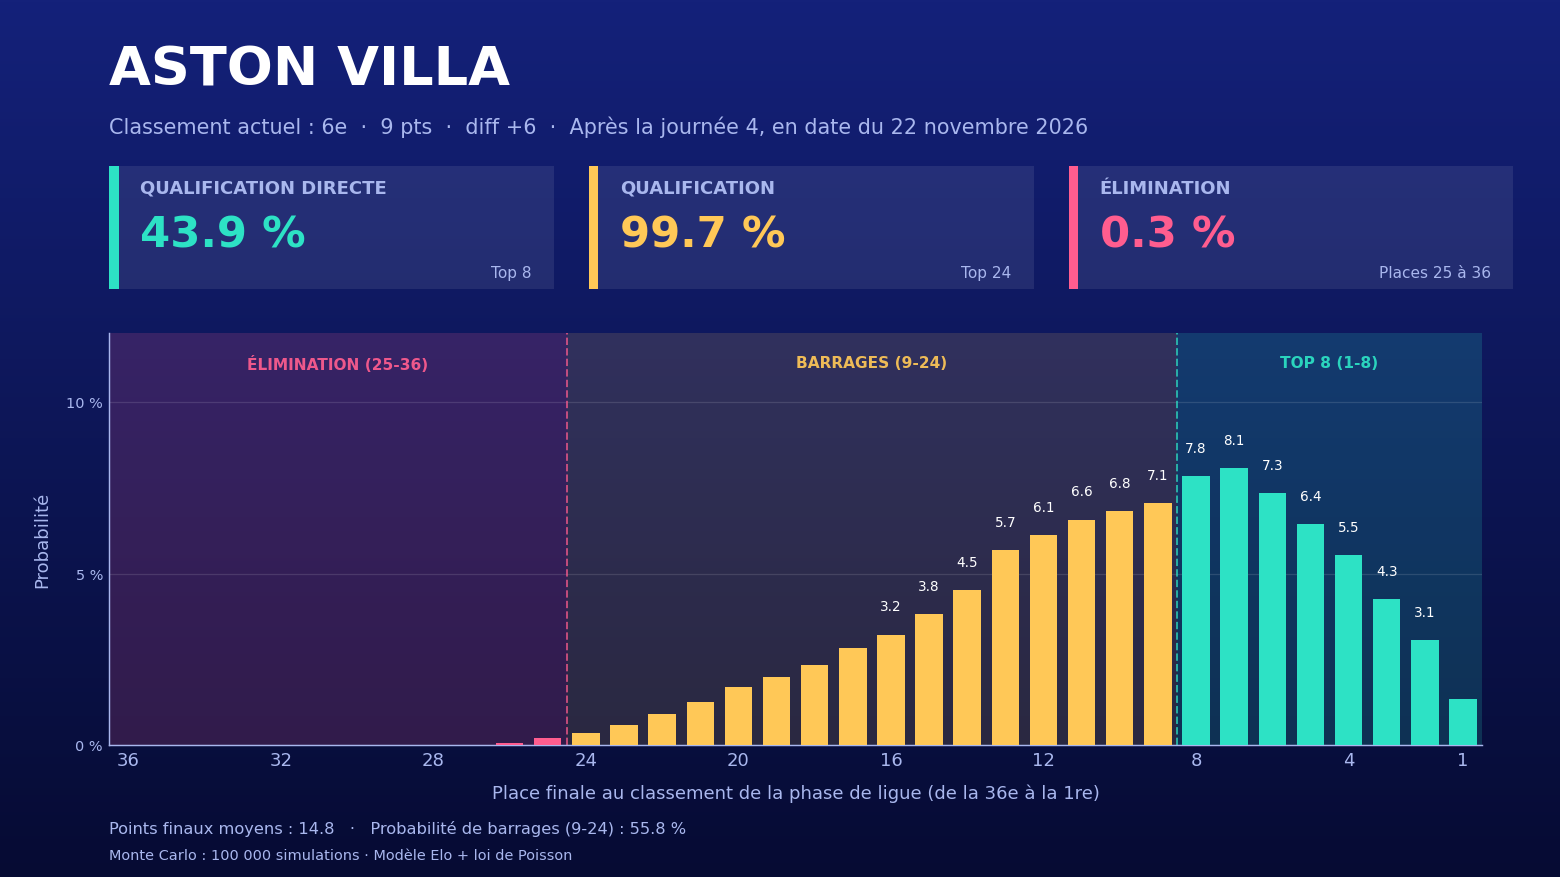 ASTON VILLA
Classement actuel : 6e · 9 pts · diff +6 · Après la journée 4, en date du 22 novembre 2026
QUALIFICATION DIRECTE
43.9 %
Top 8
QUALIFICATION
99.7 %
Top 24
ÉLIMINATION
0.3 %
Places 25 à 36
ÉLIMINATION (25-36)
BARRAGES (9-24)
TOP 8 (1-8)
10 %
5 %
0 %
Probabilité
3.2
3.8
4.5
5.7
6.1
6.6
6.8
7.1
7.8
8.1
7.3
6.4
5.5
4.3
3.1
36 32 28 24 20 16 12 8 4 1
Place finale au classement de la phase de ligue (de la 36e à la 1re)
Points finaux moyens : 14.8 · Probabilité de barrages (9-24) : 55.8 %
Monte Carlo : 100 000 simulations · Modèle Elo + loi de Poisson